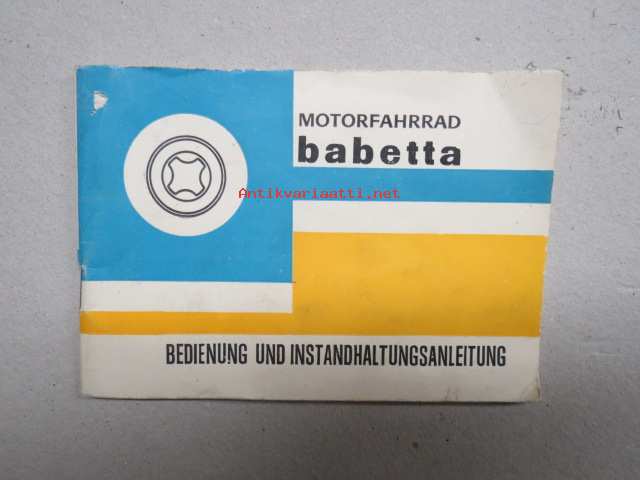 MOTORFAHRRAD
babetta
Antikvariaatti.net
BEDIENUNG UND INSTANDHALTUNGSANLEITUNG